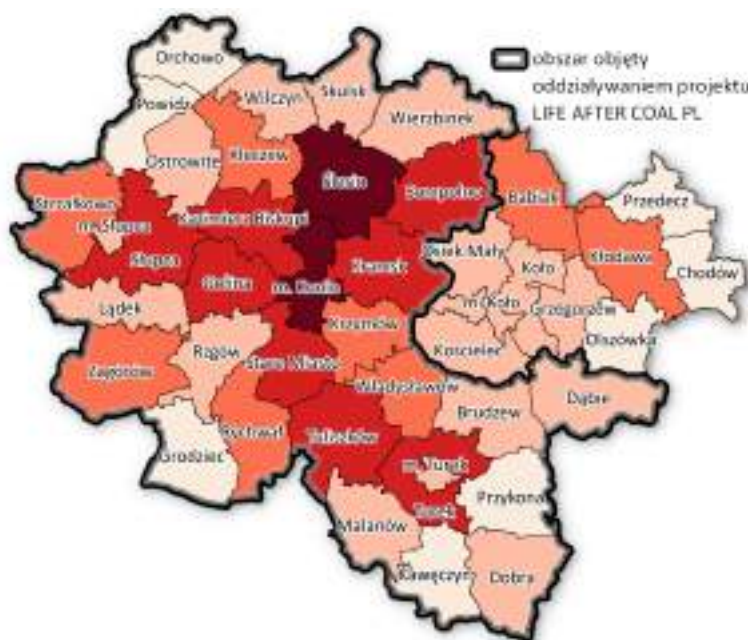 Orchowo
obszar objęty
oddziaływaniem projektu
LIFE AFTER COAL PL
Powidz
Wilczyn
Skulsk
Wierzbinek
Ostrowite
Kleczew
Ślesin
Sompolno
Babiak
Przedecz
Strzałkowo
m. Słupca
Kazimierz Biskupi
Słupca
Osiek Mały
Koło
Kłodawa
Chodów
Golina
m. Konin
Kramsk
m. Koło
Grzegorzew
Lądek
Krzymów
Olszówka
Kościelec
Rzgów
Stare Miasto
Zagórów
Władysławów
Dąbie
Brudzew
Rychwał
Tuliszków
Grodziec
m. Turek
Przykona
Turek
Malanów
Kawęczyn
Dobra